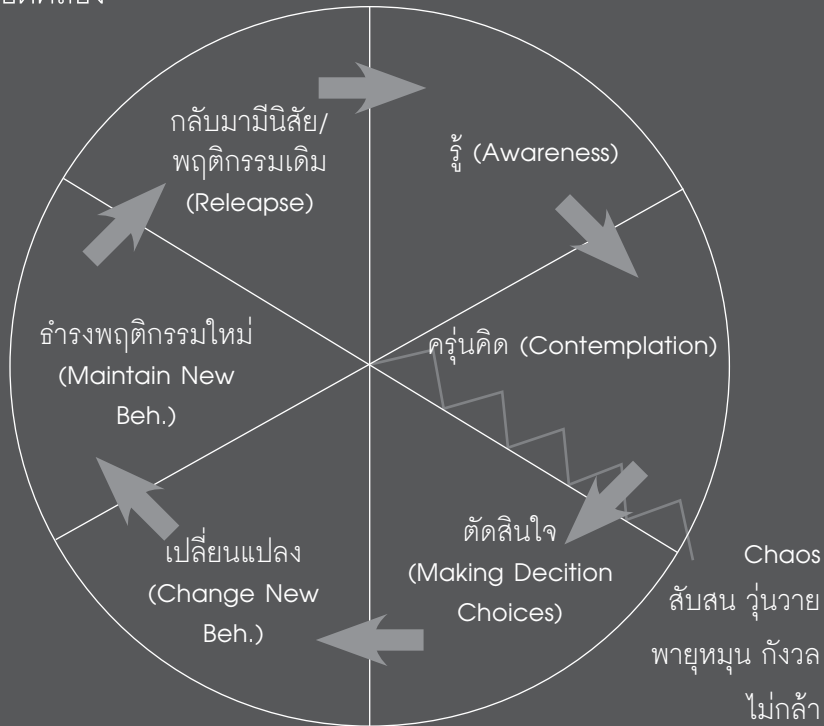 รู้ (Awareness)
ครุ่นคิด (Contemplation)
ตัดสินใจ
(Making Decition
Choices)
เปลี่ยนแปลง
(Change New
Beh.)
ธำรงพฤติกรรมใหม่
(Maintain New
Beh.)
กลับมามีนิสัย/
พฤติกรรมเดิม
(Releapse)
Chaos
สับสน วุ่นวาย
พายุหมุน กังวล
ไม่กล้า